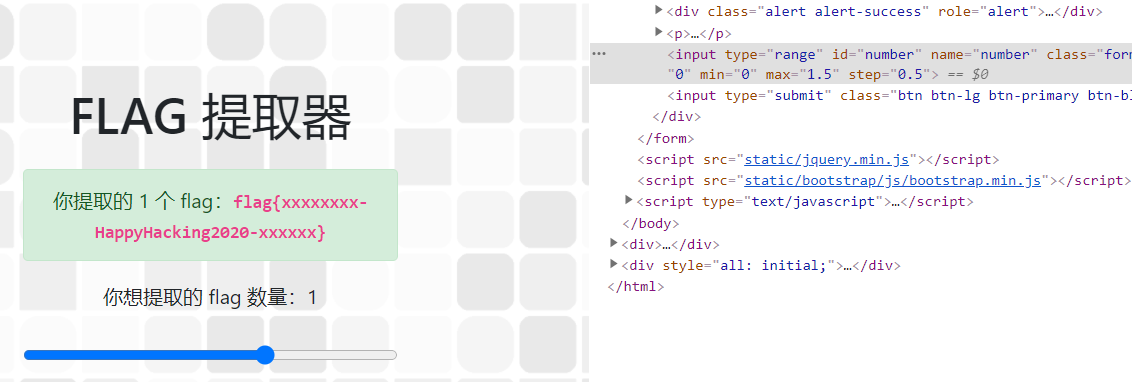 FLAG 提取器
你提取的 1 个 flag：flag{xxxxxxxx-
HappyHacking2020-xxxxxx}
你想提取的 flag 数量：1
<div class="alert alert-success" role="alert">…</div>
<p>…</p>
<input type="range" id="number" name="number" class="for
"0" min="0" max="1.5" step="0.5"> == $0
<input type="submit" class="btn btn-lg btn-primary btn-bl
</div>
</form>
<script src="static/jquery.min.js"></script>
<script src="static/bootstrap/js/bootstrap.min.js"></script>
<script type="text/javascript">…</script>
</body>
<div>…</div>
<div style="all: initial;">…</div>
</html>